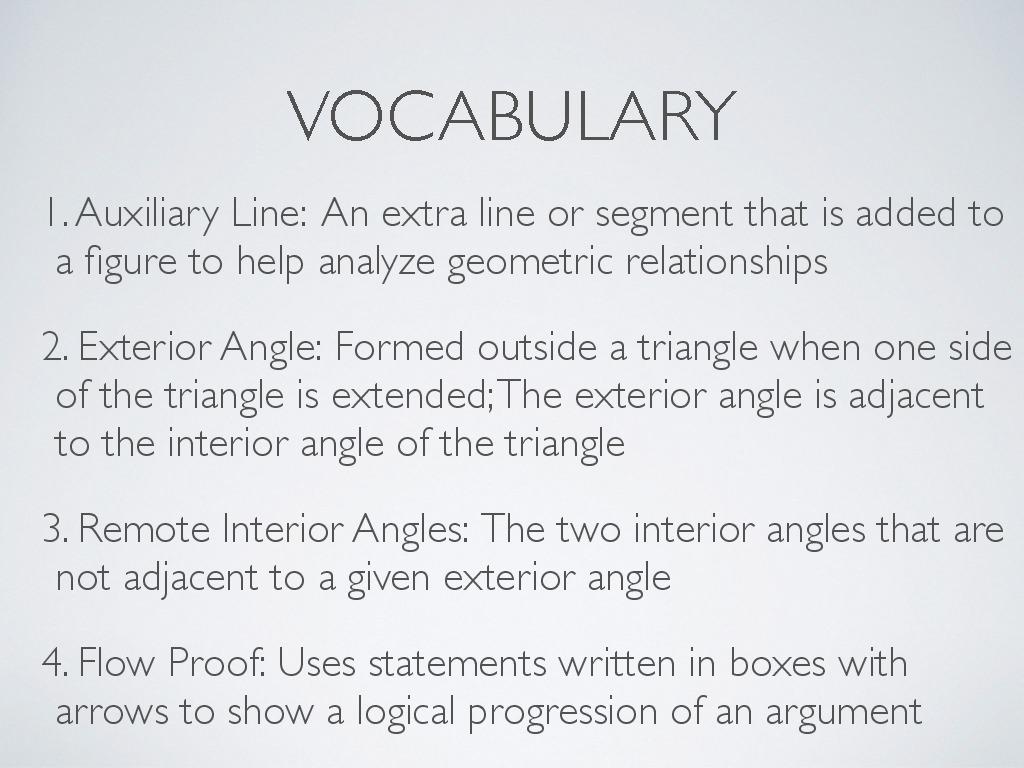 VOCABULARY
1. Auxiliary Line: An extra line or segment that is added to
a figure to help analyze geometric relationships
2. Exterior Angle: Formed outside a triangle when one side
of the triangle is extended; The exterior angle is adjacent
to the interior angle of the triangle
3. Remote Interior Angles: The two interior angles that are
not adjacent to a given exterior angle
4. Flow Proof: Uses statements written in boxes with
arrows to show a logical progression of an argument